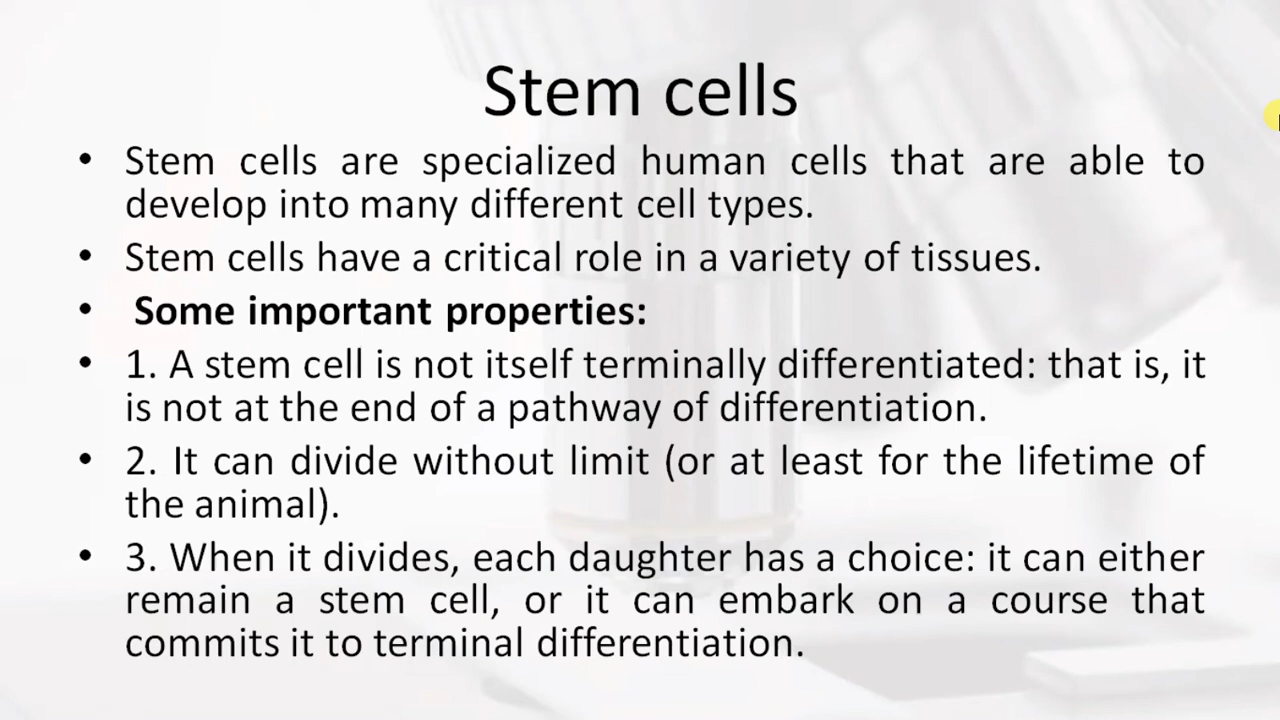 Stem cells
• Stem cells are specialized human cells that are able to
develop into many different cell types.
• Stem cells have a critical role in a variety of tissues.
• Some important properties:
• 1. A stem cell is not itself terminally differentiated: that is, it
is not at the end of a pathway of differentiation.
• 2. It can divide without limit (or at least for the lifetime of
the animal).
• 3. When it divides, each daughter has a choice: it can either
remain a stem cell, or it can embark on a course that
commits it to terminal differentiation.